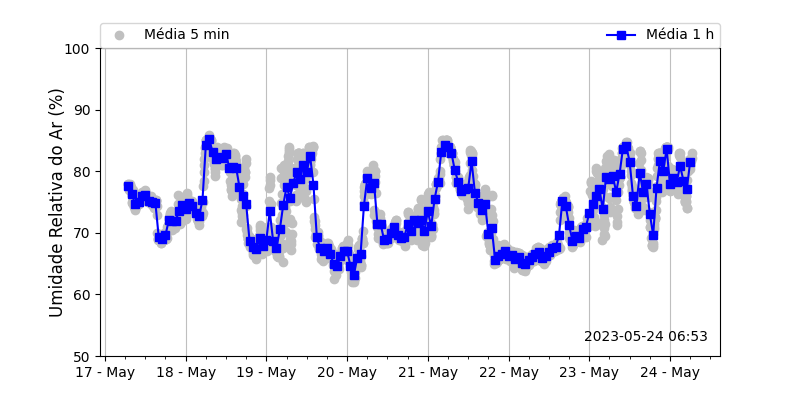 Média 5 min Média 1 h
Umidade Relativa do Ar (%)
100
90
80
70
60
50
2023-05-24 06:53
17 - May 18 - May 19 - May 20 - May 21 - May 22 - May 23 - May 24 - May